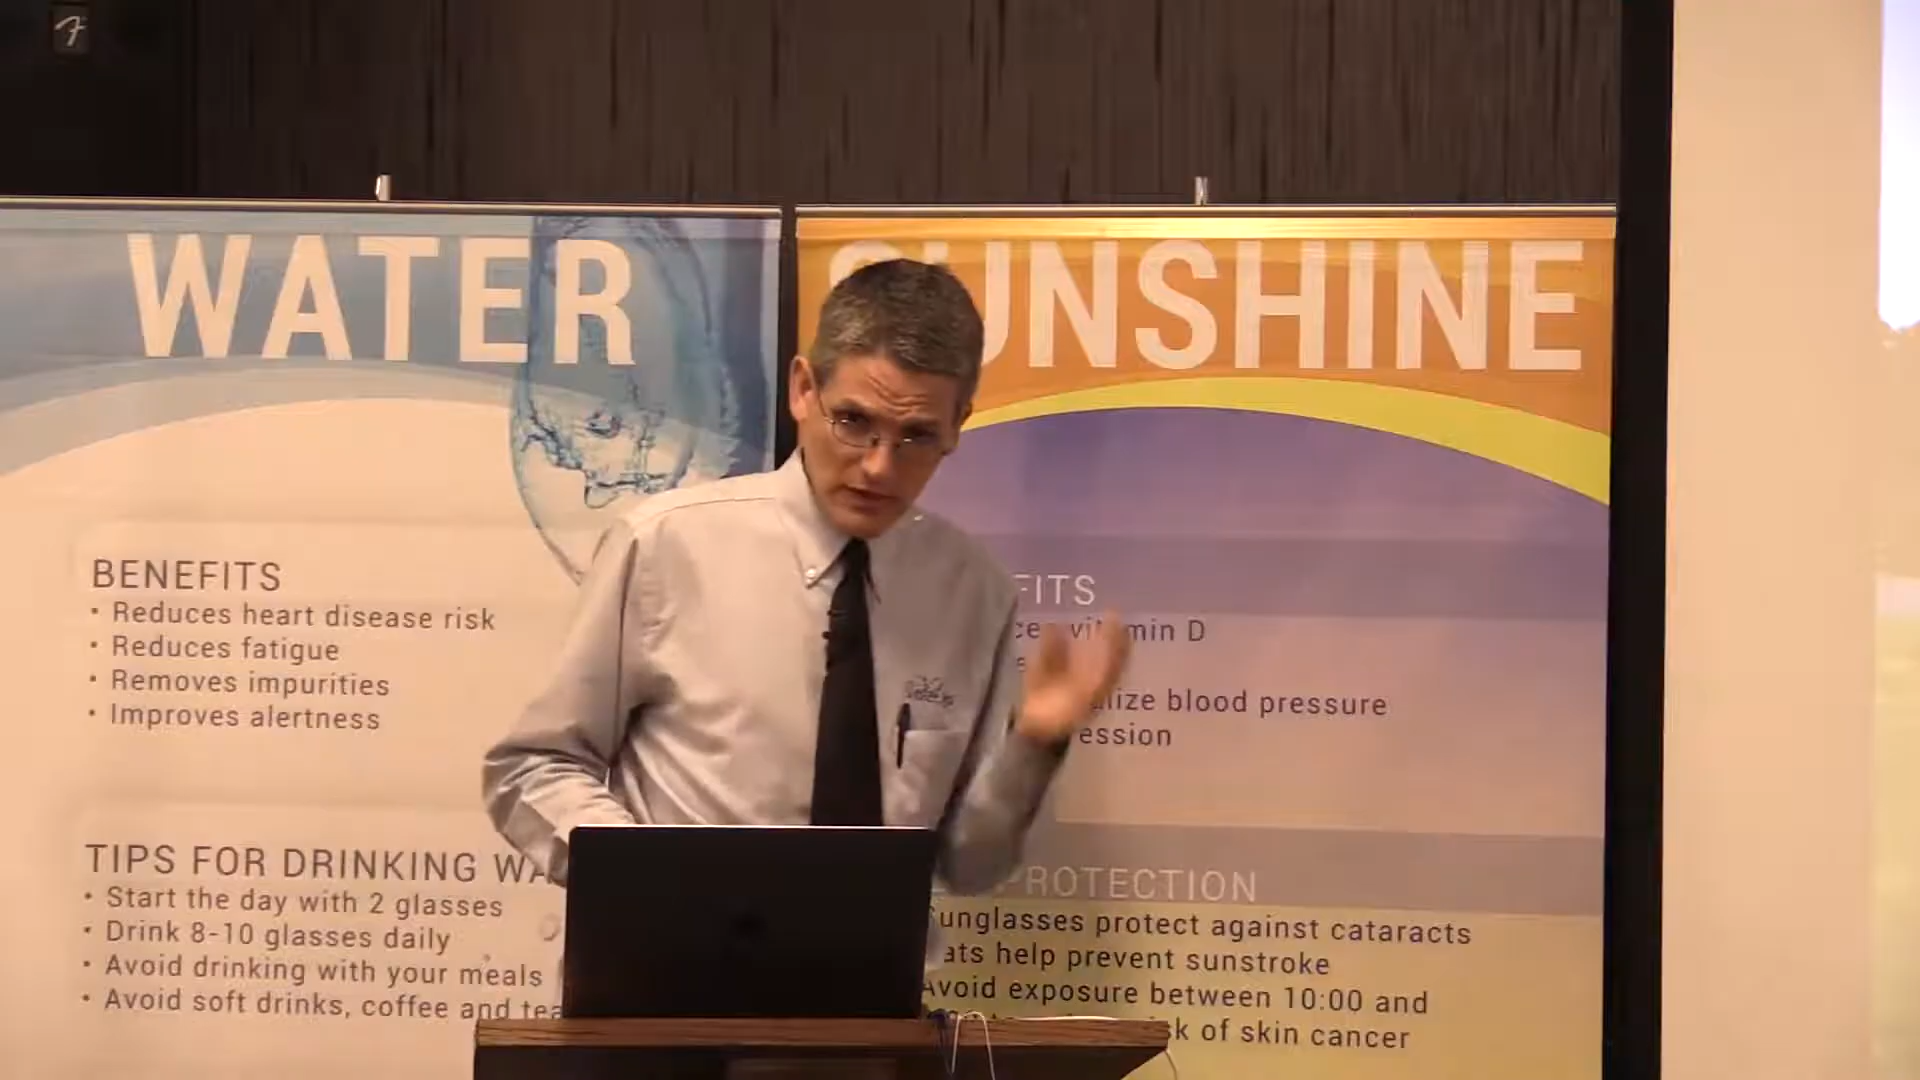 WATER
BENEFITS
• Reduces heart disease risk
• Reduces fatigue
• Removes impurities
• Improves alertness
TIPS FOR DRINKING WA
• Start the day with 2 glasses
• Drink 8-10 glasses daily
• Avoid drinking with your meals
• Avoid soft drinks, coffee and tea
SUNSHINE
FITS
min D
lize blood pressure
ession
PROTECTION
unglasses protect against cataracts
ats help prevent sunstroke
Avoid exposure between 10:00 and
sk of skin cancer